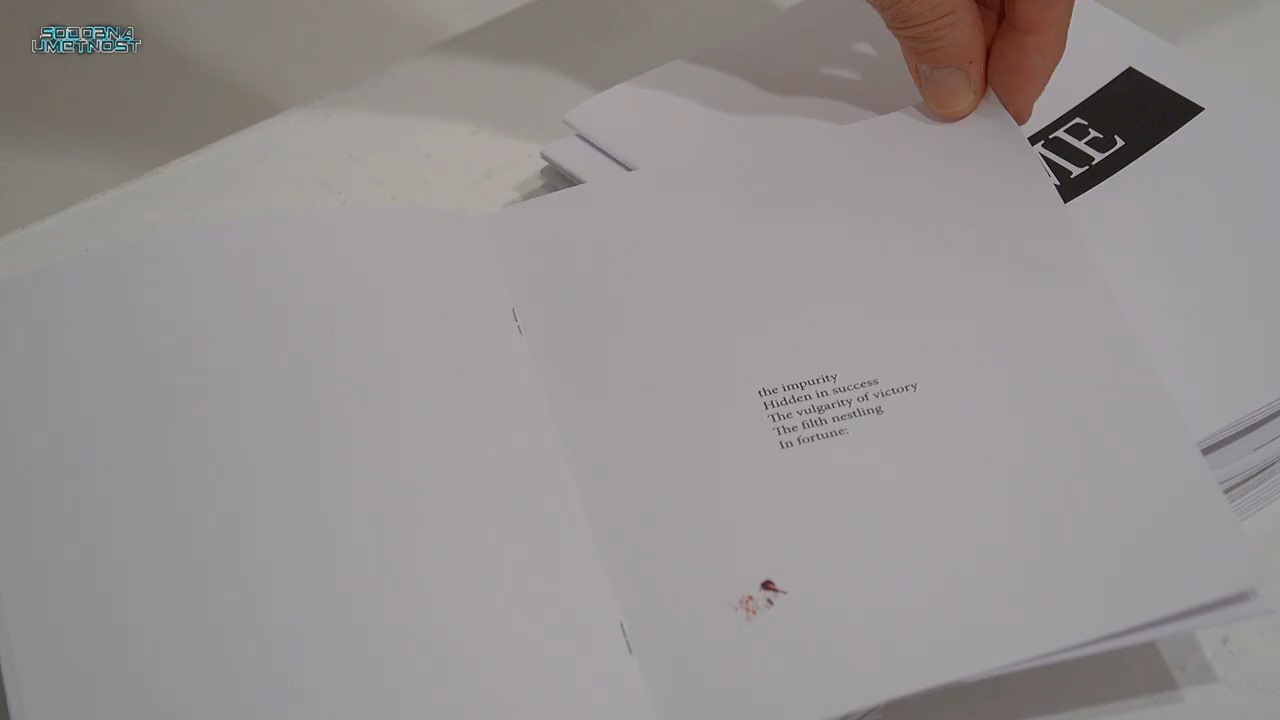 SODOBNA
UMETNOST
ME
the impurity
Hidden in success
The vulgarity of victory
The filth nestling
In fortune: